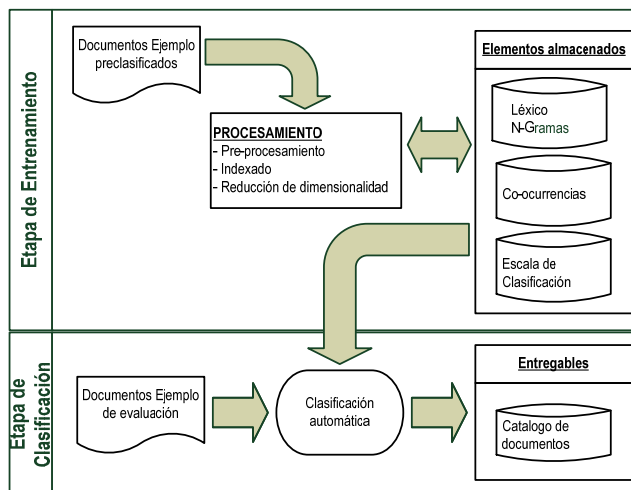 Etapa de Entrenamiento
Documentos Ejemplo
preclasificados
PROCESAMIENTO
- Pre-procesamiento
- Indexado
- Reducción de dimensionalidad
Elementos almacenados
Léxico
N-Gramas
Co-ocurrencias
Escala de
Clasificación
Etapa de
Clasificación
Documentos Ejemplo
de evaluación
Clasificación
automática
Entregables
Catalogo de
documentos